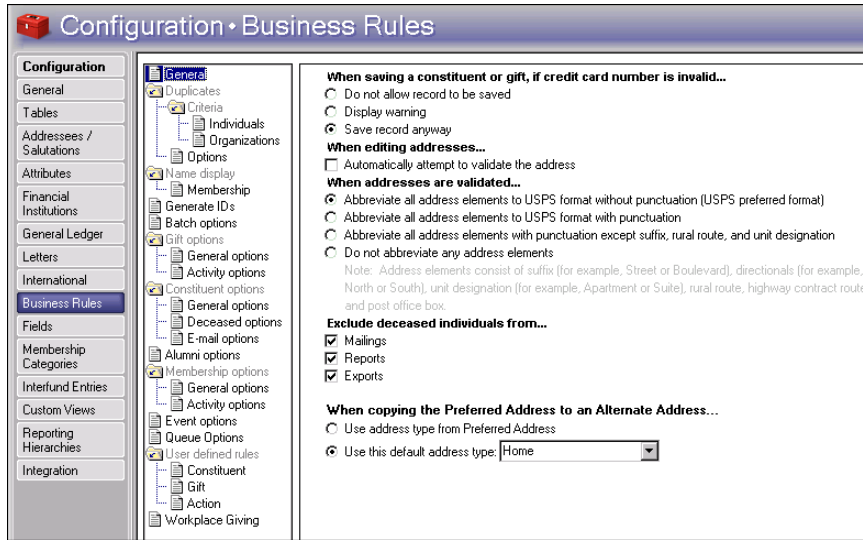 Configuration • Business Rules
Configuration
General
Tables
Addressees /
Salutations
Attributes
Financial
Institutions
General Ledger
Letters
International
Business Rules
Fields
Membership
Categories
Interfund Entries
Custom Views
Reporting
Hierarchies
Integration
General
Duplicates
Criteria
Individuals
Organizations
Options
Name display
Membership
Generate IDs
Batch options
Gift options
General options
Activity options
Constituent options
General options
Deceased options
E-mail options
Alumni options
Membership options
General options
Activity options
Event options
Queue Options
User defined rules
Constituent
Gift
Action
Workplace Giving
When saving a constituent or gift, if credit card number is invalid...
Do not allow record to be saved
Display warning
Save record anyway
When editing addresses...
Automatically attempt to validate the address
When addresses are validated...
Abbreviate all address elements to USPS format without punctuation (USPS preferred format)
Abbreviate all address elements to USPS format with punctuation
Abbreviate all address elements with punctuation except suffix, rural route, and unit designation
Do not abbreviate any address elements
Note: Address elements consist of suffix (for example, Street or Boulevard), directionals (for example,
North or South), unit designation (for example, Apartment or Suite), rural route, highway contract route
and post office box.
Exclude deceased individuals from...
Mailings
Reports
Exports
When copying the Preferred Address to an Alternate Address...
Use address type from Preferred Address
Use this default address type: Home